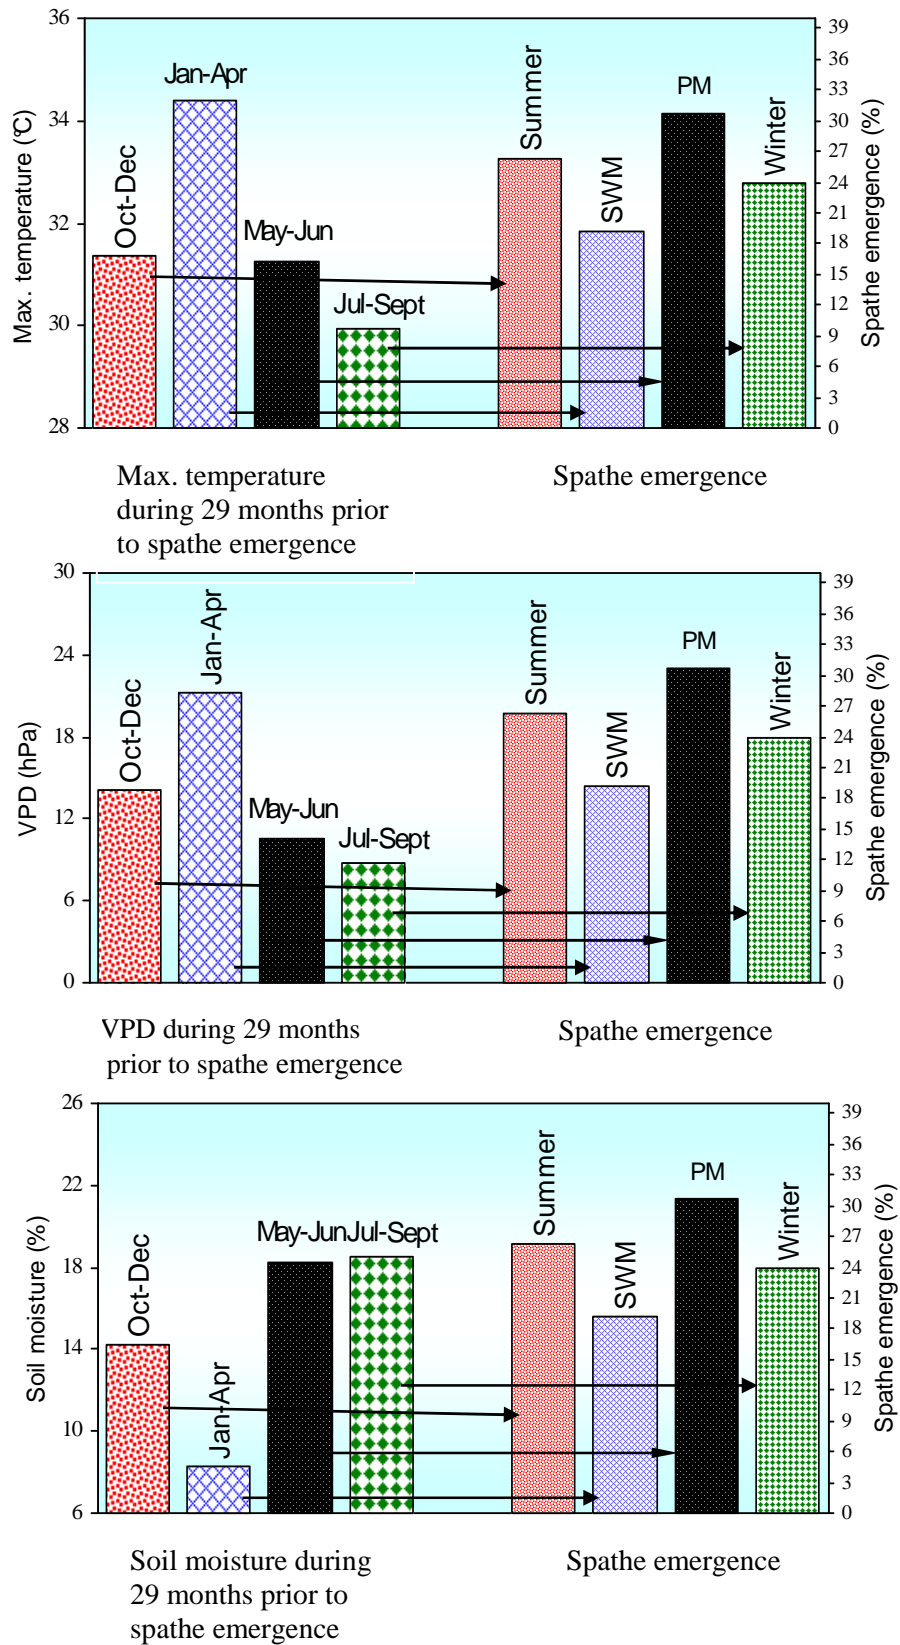 36
34
32
30
28
Max. temperature (℃)
Oct-Dec
Jan-Apr
May-Jun
Jul-Sept
Summer
SWM
PM
Winter
39
36
33
30
27
24
21
18
15
12
9
6
3
0
Spathe emergence (%)
Max. temperature
during 29 months prior
to spathe emergence
Spathe emergence
30
24
18
12
6
0
VPD (hPa)
Oct-Dec
Jan-Apr
May-Jun
Jul-Sept
Summer
SWM
PM
Winter
39
36
33
30
27
24
21
18
15
12
9
6
3
0
Spathe emergence (%)
VPD during 29 months
prior to spathe emergence
Spathe emergence
26
22
18
14
10
6
Soil moisture (%)
Oct-Dec
Jan-Apr
May-Jun
Jul-Sept
Summer
SWM
PM
Winter
39
36
33
30
27
24
21
18
15
12
9
6
3
0
Spathe emergence (%)
Soil moisture during
29 months prior to
spathe emergence
Spathe emergence